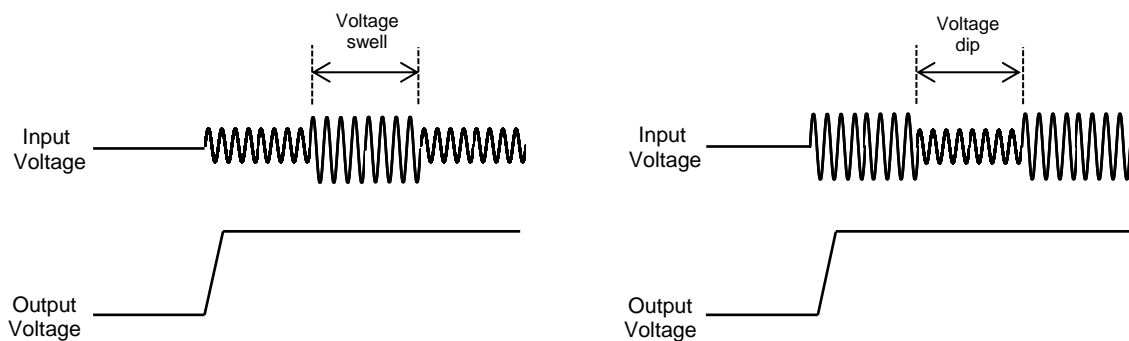 Voltage
swell
Input
Voltage
Output
Voltage
Voltage
dip
Input
Voltage
Output
Voltage